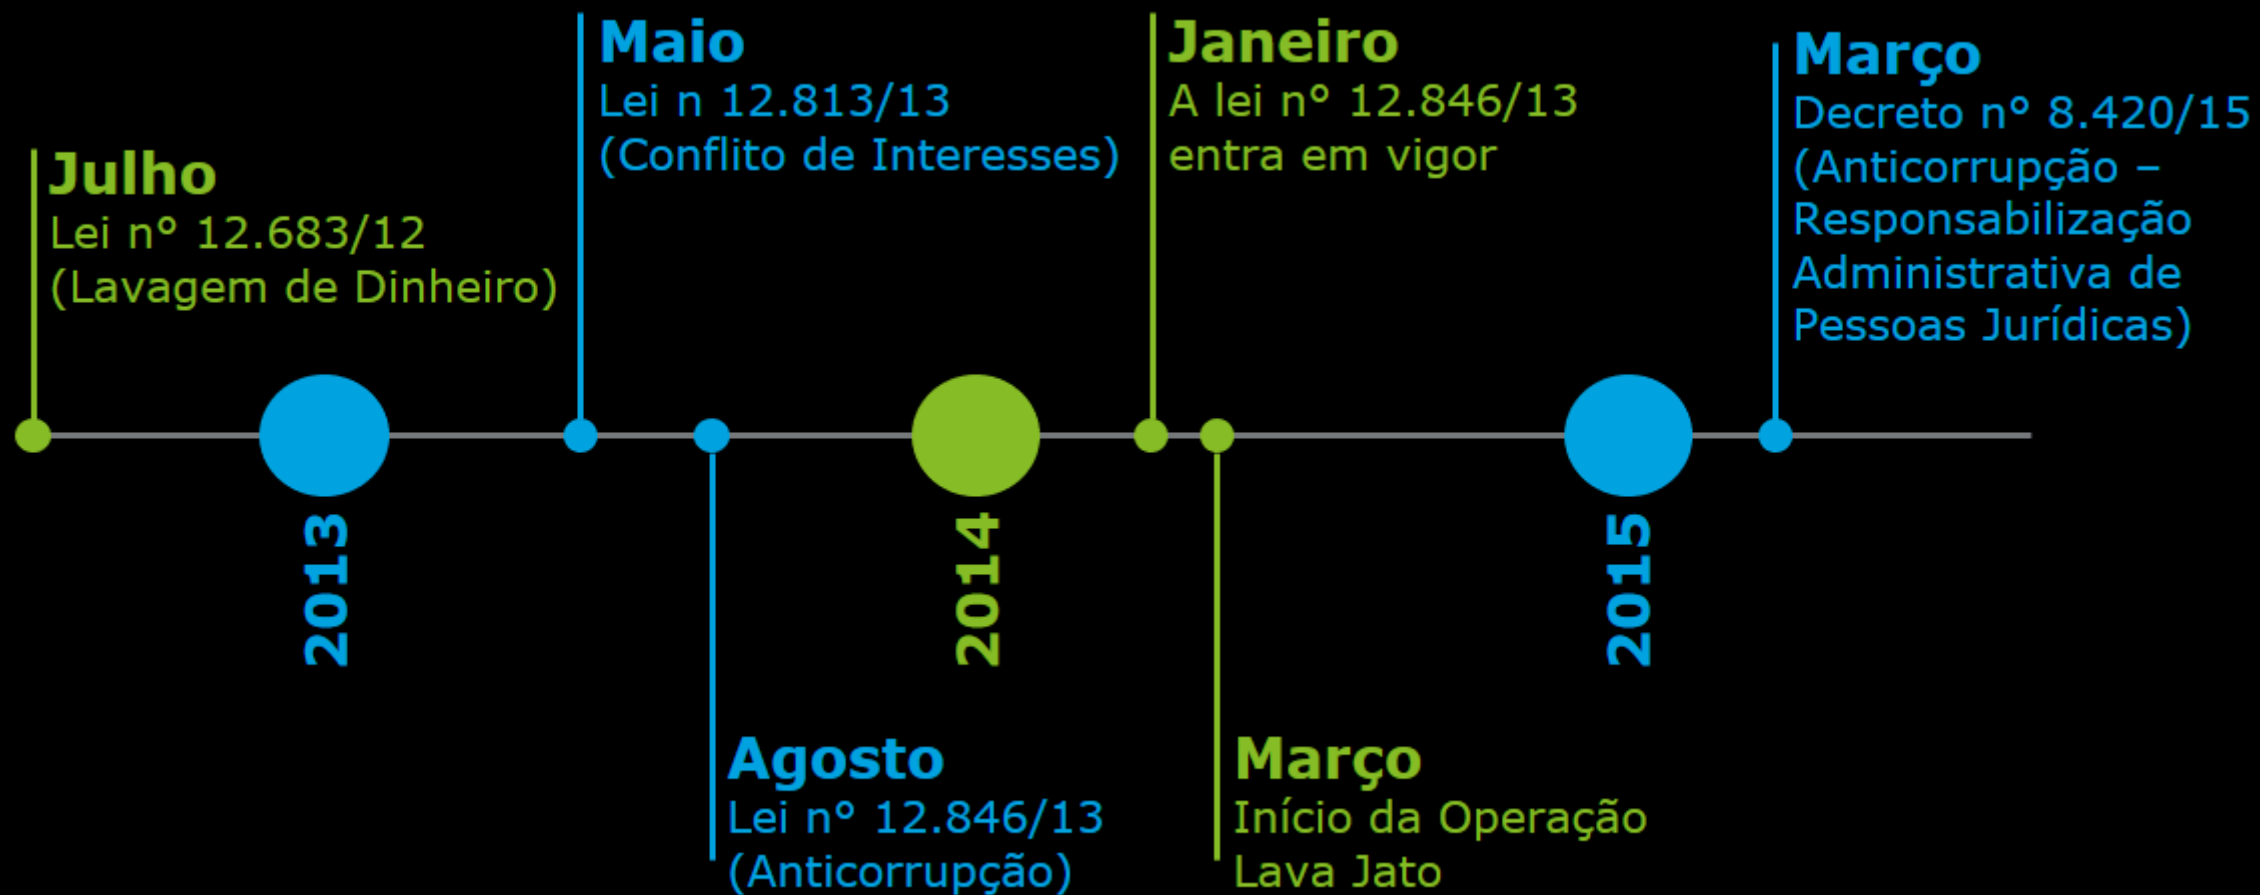 Julho
Lei nº 12.683/12
(Lavagem de Dinheiro)
2013
Maio
Lei n 12.813/13
(Conflito de Interesses)
Agosto
Lei nº 12.846/13
(Anticorrupção)
2014
Janeiro
A lei nº 12.846/13
entra em vigor
Março
Início da Operação
Lava Jato
2015
Março
Decreto nº 8.420/15
(Anticorrupção –
Responsabilização
Administrativa de
Pessoas Jurídicas)